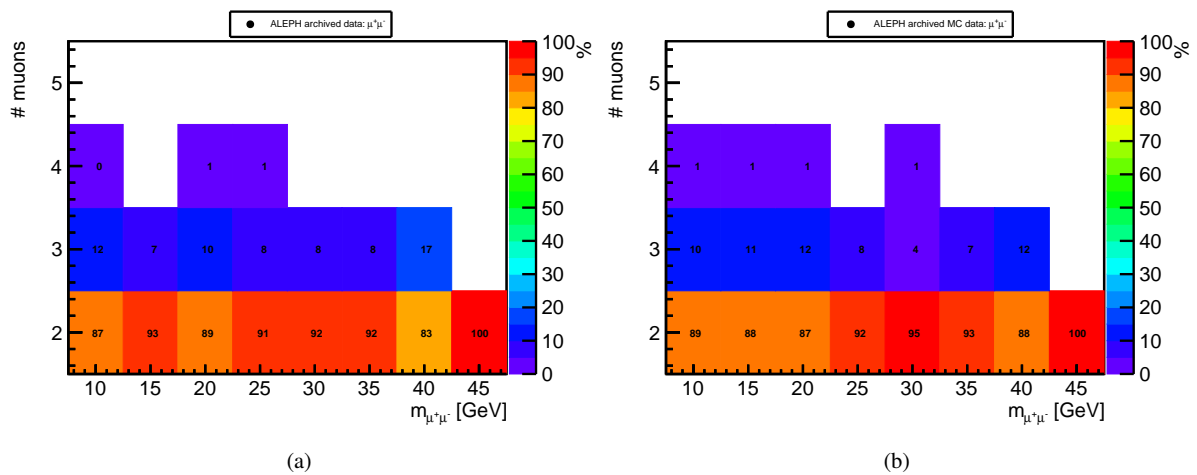 ALEPH archived data: μ⁺μ⁻
# muons
5
4
3
2
0 1 1
12 7 10 8 8 8 17
87 93 89 91 92 92 83 100
10 15 20 25 30 35 40 45
m_μ⁺μ⁻ [GeV]
100
90
80
70
60
50
40
30
20
10
0
%
(a)
ALEPH archived MC data: μ⁺μ⁻
# muons
5
4
3
2
1 1 1 1
10 11 12 8 4 7 12
89 88 87 92 95 93 88 100
10 15 20 25 30 35 40 45
m_μ⁺μ⁻ [GeV]
100
90
80
70
60
50
40
30
20
10
0
%
(b)